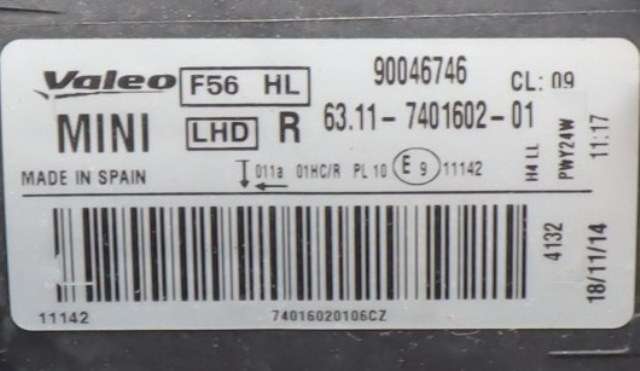 Valeo F56 HL 90046746 CL: 09
MINI LHD R 63.11-7401602-01
MADE IN SPAIN 011a 01HC/R PL 10 E 9 11142
H4 LL
PWY24W
11:17
4132
18/11/14
11142 74016020106CZ